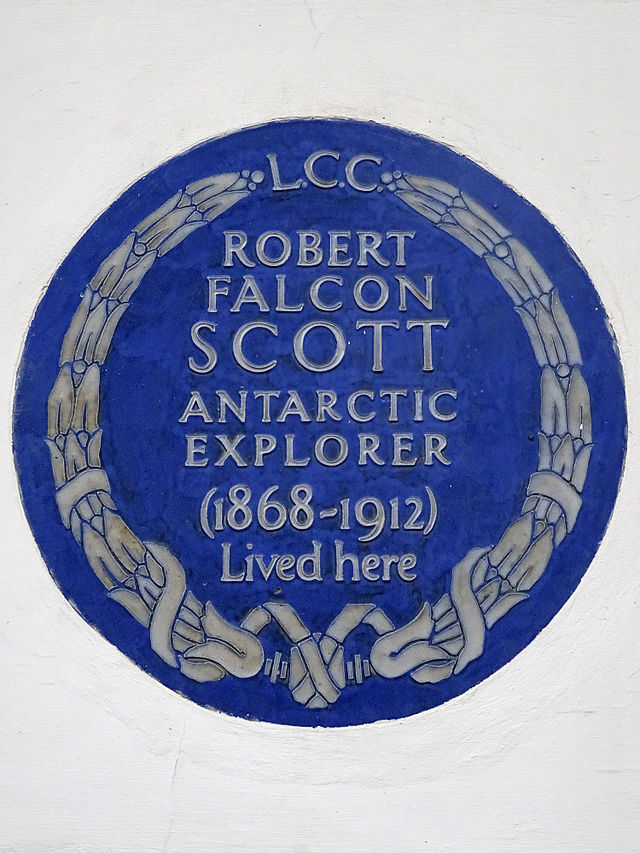 L.C.C.
ROBERT
FALCON
SCOTT
ANTARCTIC
EXPLORER
(1868-1912)
Lived here